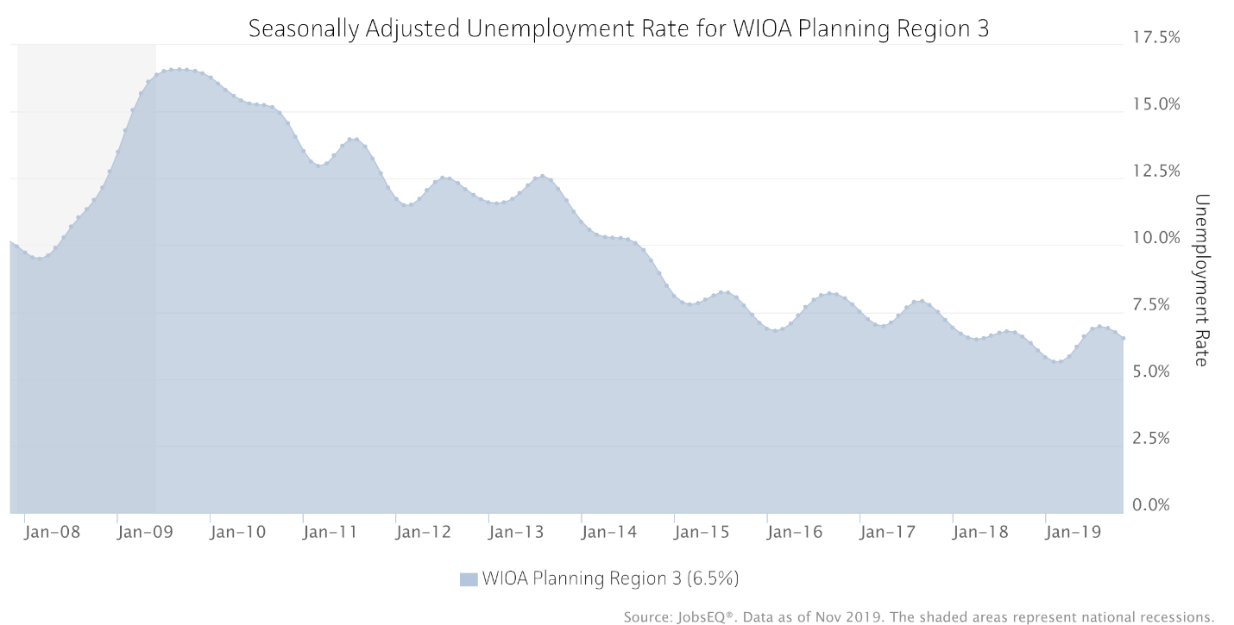 Seasonally Adjusted Unemployment Rate for WIOA Planning Region 3
17.5%
15.0%
12.5%
10.0%
7.5%
5.0%
2.5%
0.0%
Unemployment Rate
Jan–08 Jan–09 Jan–10 Jan–11 Jan–12 Jan–13 Jan–14 Jan–15 Jan–16 Jan–17 Jan–18 Jan–19
WIOA Planning Region 3 (6.5%)
Source: JobsEQ®. Data as of Nov 2019. The shaded areas represent national recessions.